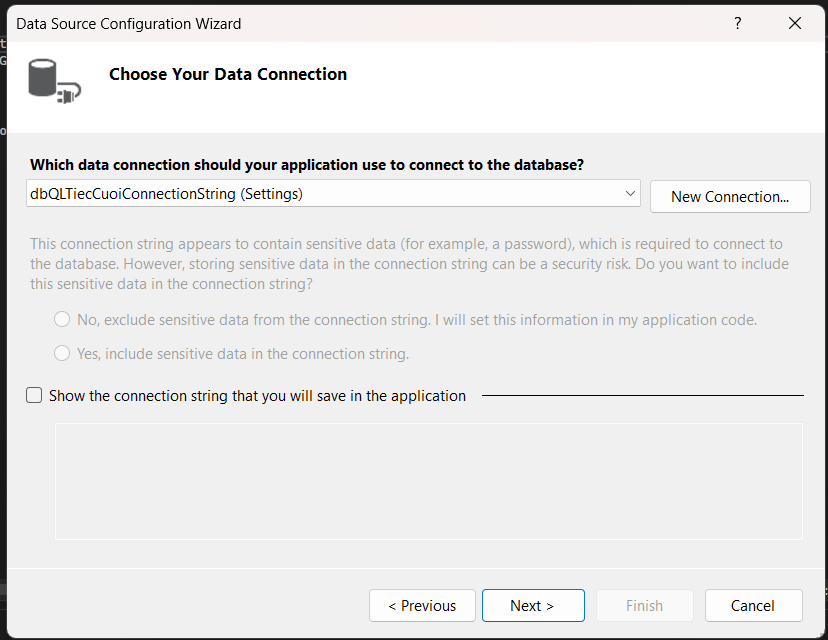 Data Source Configuration Wizard
?
Choose Your Data Connection
Which data connection should your application use to connect to the database?
dbQLTiecCuoiConnectionString (Settings)
New Connection...
This connection string appears to contain sensitive data (for example, a password), which is required to connect to
the database. However, storing sensitive data in the connection string can be a security risk. Do you want to include
this sensitive data in the connection string?
No, exclude sensitive data from the connection string. I will set this information in my application code.
Yes, include sensitive data in the connection string.
Show the connection string that you will save in the application
< Previous
Next >
Finish
Cancel